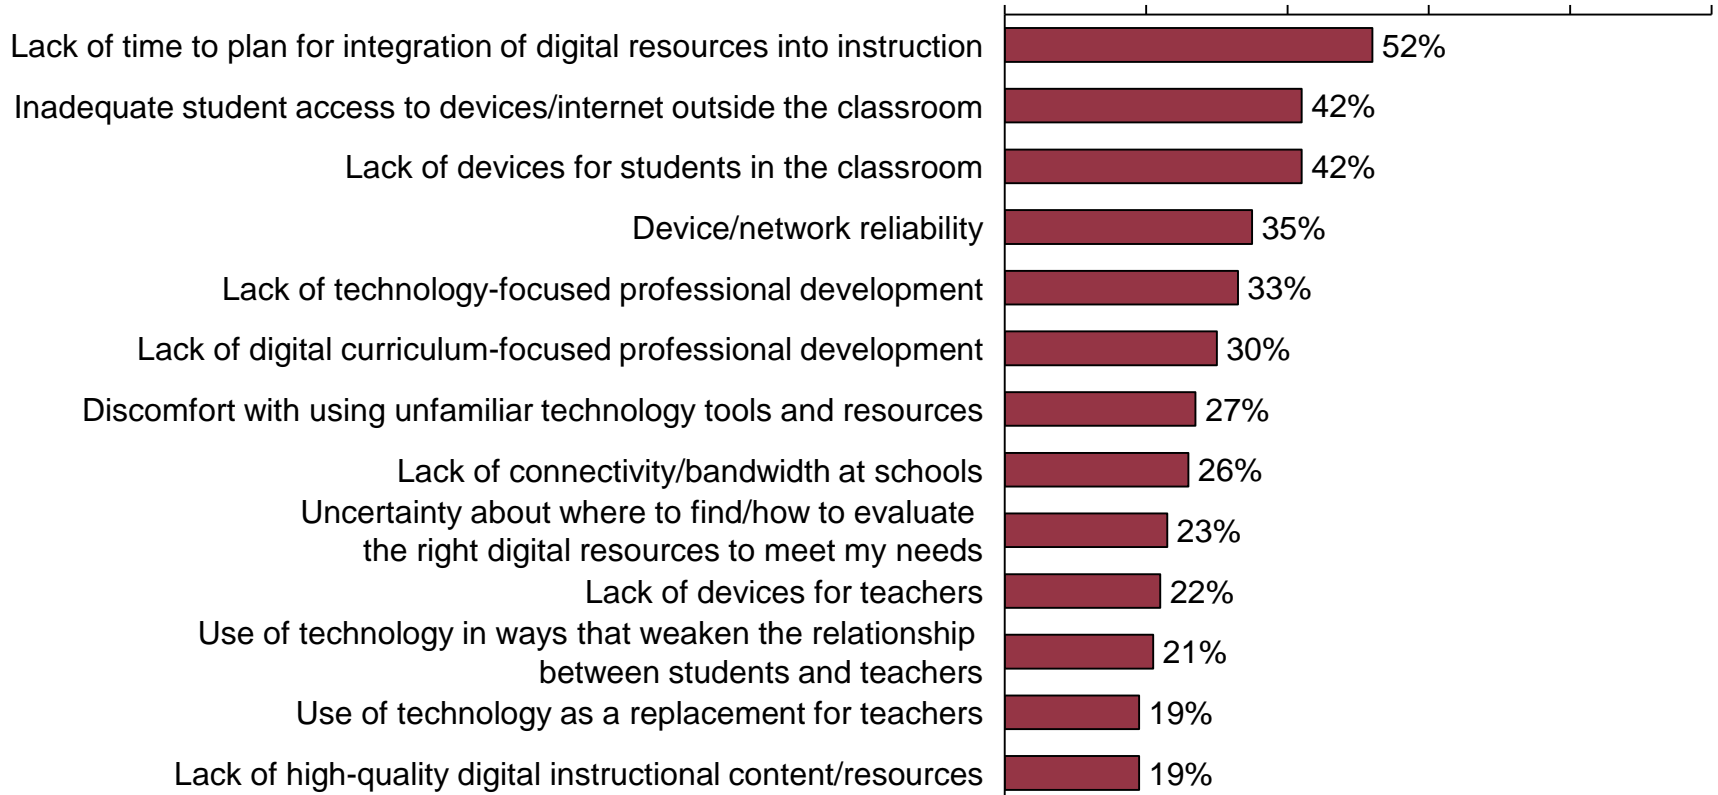 Lack of time to plan for integration of digital resources into instruction 52%
Inadequate student access to devices/internet outside the classroom 42%
Lack of devices for students in the classroom 42%
Device/network reliability 35%
Lack of technology-focused professional development 33%
Lack of digital curriculum-focused professional development 30%
Discomfort with using unfamiliar technology tools and resources 27%
Lack of connectivity/bandwidth at schools 26%
Uncertainty about where to find/how to evaluate
the right digital resources to meet my needs 23%
Lack of devices for teachers 22%
Use of technology in ways that weaken the relationship
between students and teachers 21%
Use of technology as a replacement for teachers 19%
Lack of high-quality digital instructional content/resources 19%